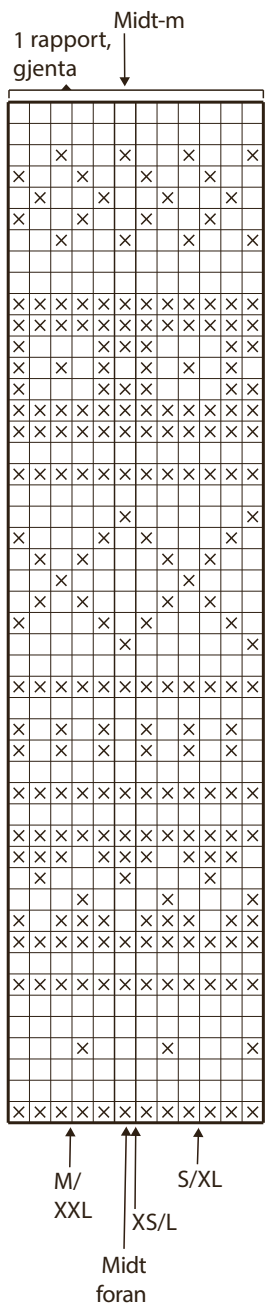 Midt-m
1 rapport,
gjenta
M/
XXL
S/XL
XS/L
Midt
foran